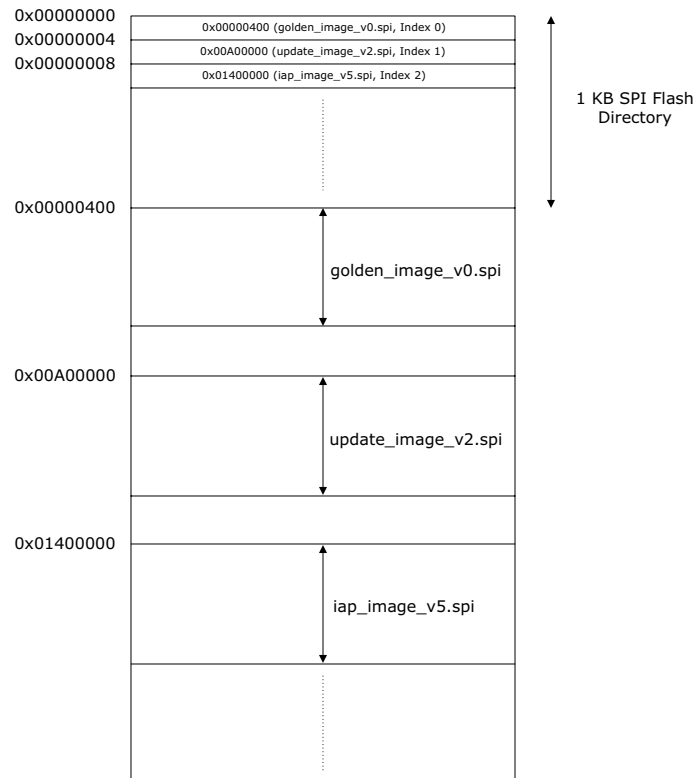 0x00000000
0x00000400 (golden_image_v0.spi, Index 0)
0x00000004
0x00A00000 (update_image_v2.spi, Index 1)
0x00000008
0x01400000 (iap_image_v5.spi, Index 2)
1 KB SPI Flash
Directory
0x00000400
golden_image_v0.spi
0x00A00000
update_image_v2.spi
0x01400000
iap_image_v5.spi